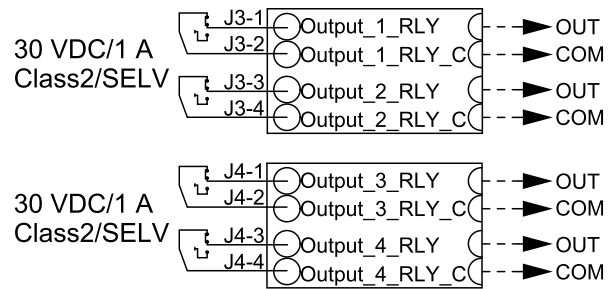 J3-1 Output_1_RLY OUT
J3-2 Output_1_RLY_C COM
30 VDC/1 A
Class2/SELV
J3-3 Output_2_RLY OUT
J3-4 Output_2_RLY_C COM
J4-1 Output_3_RLY OUT
J4-2 Output_3_RLY_C COM
30 VDC/1 A
Class2/SELV
J4-3 Output_4_RLY OUT
J4-4 Output_4_RLY_C COM